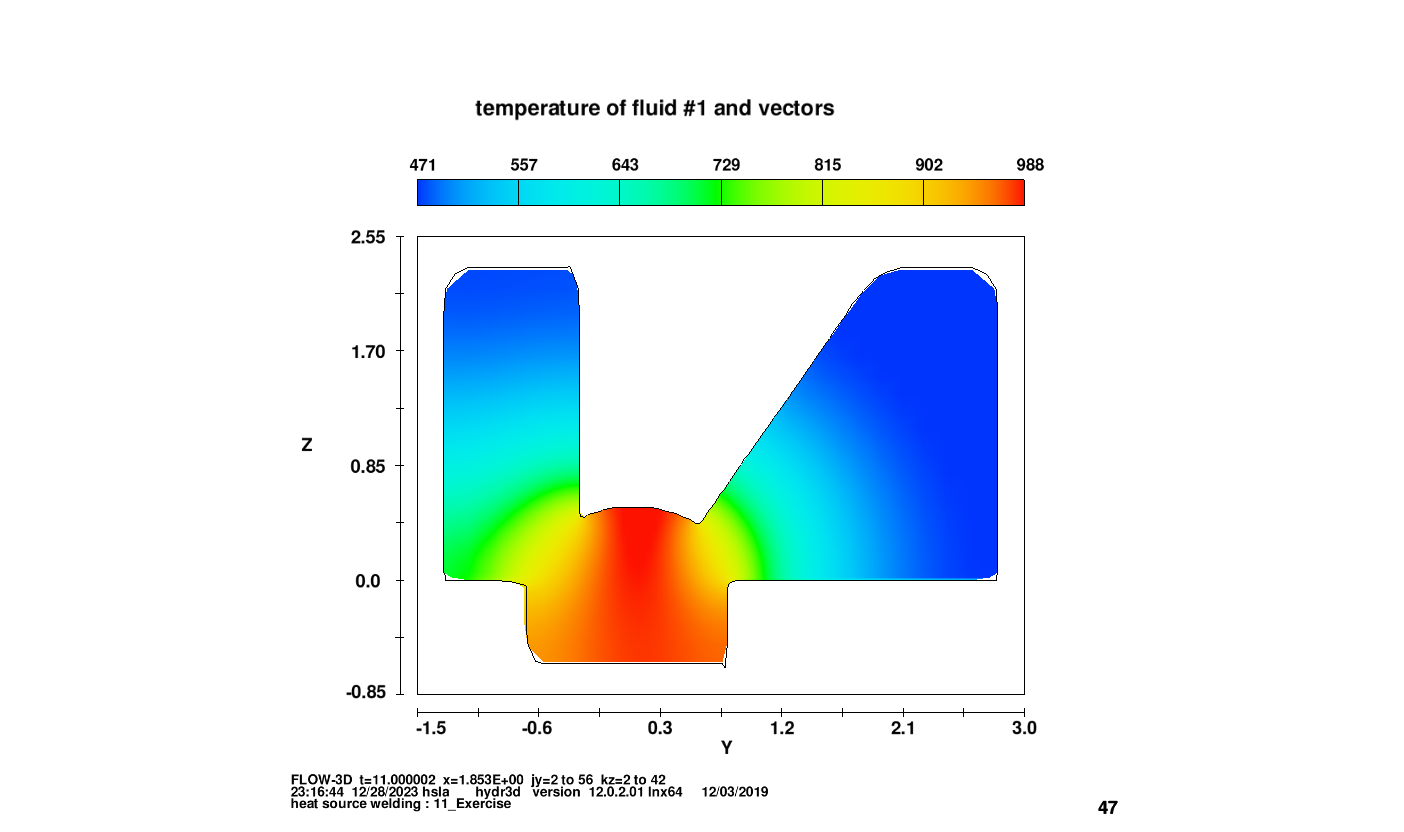 temperature of fluid #1 and vectors
471 557 643 729 815 902 988
2.55
1.70
Z
0.85
0.0
-0.85
-1.5 -0.6 0.3 1.2 2.1 3.0
Y
FLOW-3D t=11.000002 x=1.853E+00 jy=2 to 56 kz=2 to 42
23:16:44 12/28/2023 hsla hydr3d version 12.0.2.01 lnx64 12/03/2019
heat source welding : 11_Exercise
47